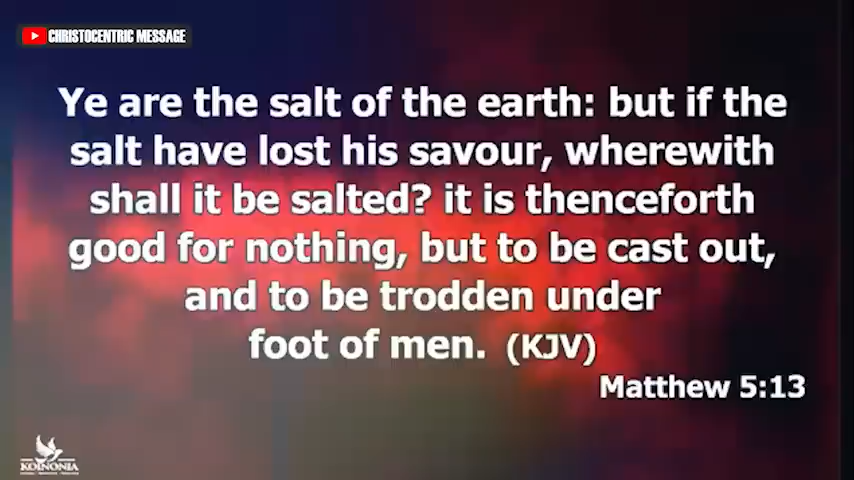 CHRISTOCENTRIC MESSAGE
Ye are the salt of the earth: but if the
salt have lost his savour, wherewith
shall it be salted? it is thenceforth
good for nothing, but to be cast out,
and to be trodden under
foot of men. (KJV)
Matthew 5:13
KOINONIA